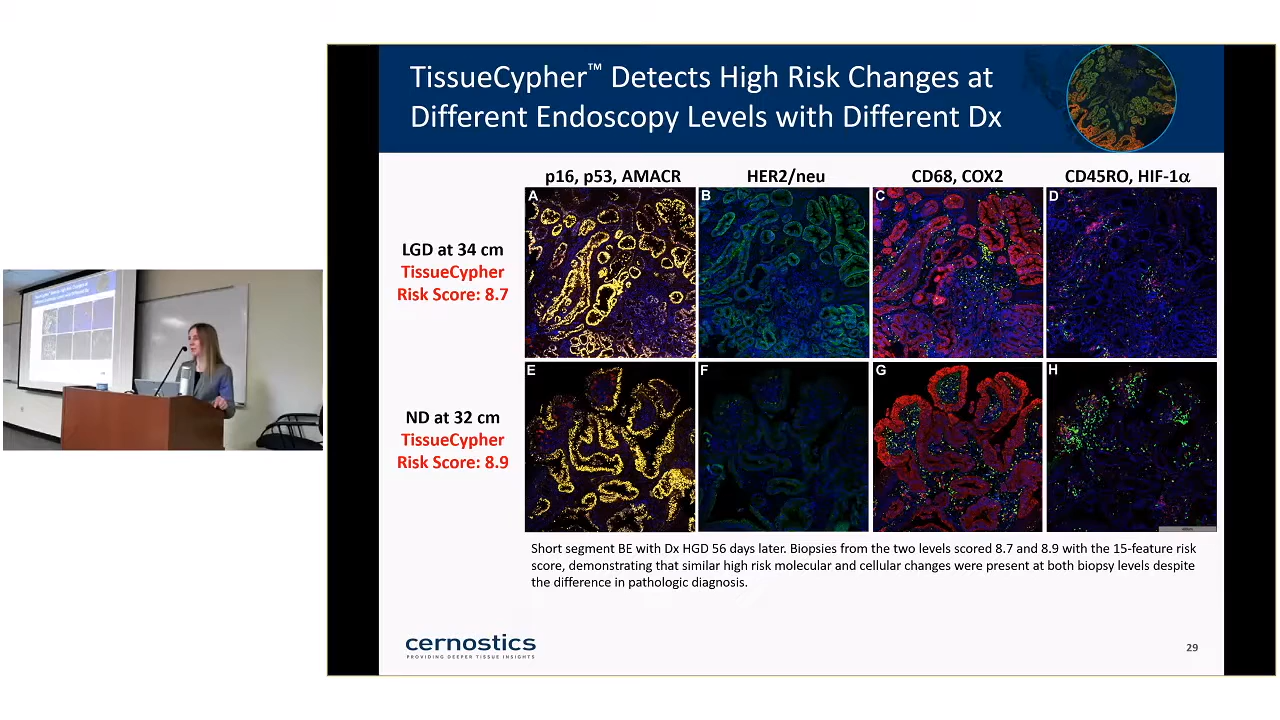 TissueCypher™ Detects High Risk Changes at
Different Endoscopy Levels with Different Dx
p16, p53, AMACR
HER2/neu
CD68, COX2
CD45RO, HIF-1α
LGD at 34 cm
TissueCypher
Risk Score: 8.7
A
B
C
D
ND at 32 cm
TissueCypher
Risk Score: 8.9
E
F
G
H
Short segment BE with Dx HGD 56 days later. Biopsies from the two levels scored 8.7 and 8.9 with the 15-feature risk
score, demonstrating that similar high risk molecular and cellular changes were present at both biopsy levels despite
the difference in pathologic diagnosis.
cernostics
PROVIDING DEEPER TISSUE INSIGHTS
29